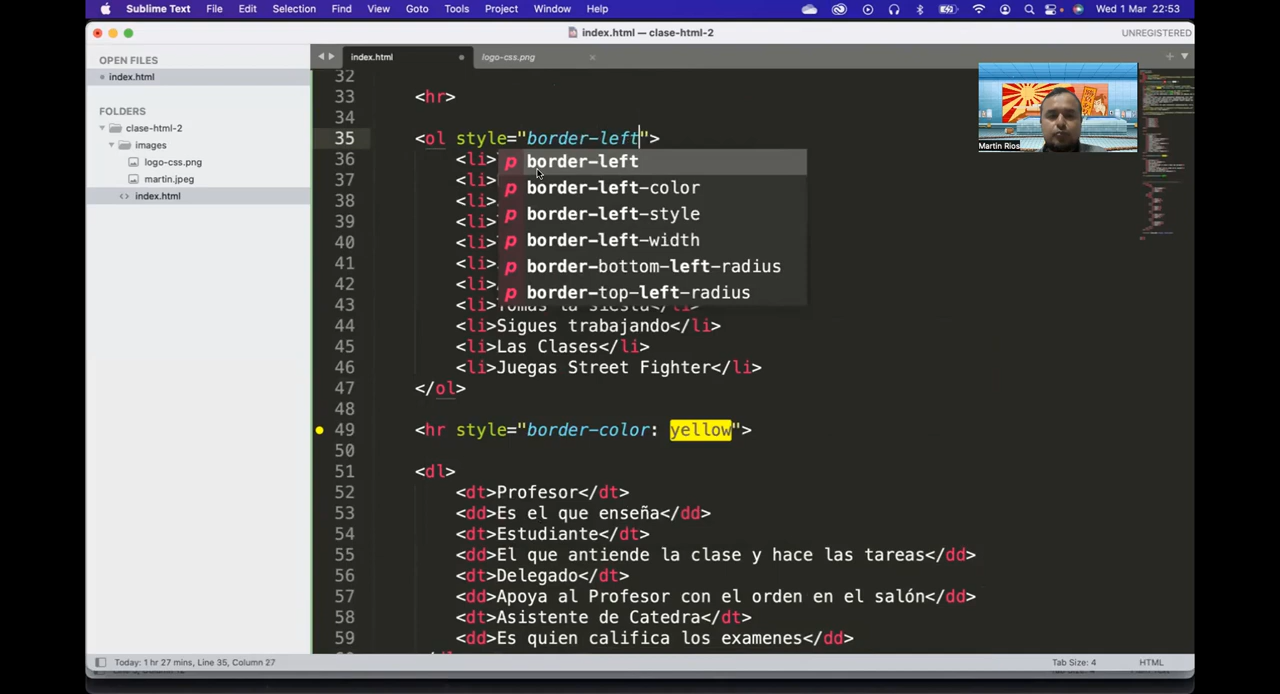 Sublime Text File Edit Selection Find View Goto Tools Project Window Help Wed 1 Mar 22:53
index.html — clase-html-2 UNREGISTERED
OPEN FILES
index.html
FOLDERS
clase-html-2
images
logo-css.png
martin.jpeg
index.html
index.html logo-css.png
32
33 <hr>
34
35 <ol style="border-left">
36 <li>
37 <li>
38 <li>
39 <li>
40 <li>
41 <li>
42 <li>
43 <li>Tomas la siesta</li>
44 <li>Sigues trabajando</li>
45 <li>Las Clases</li>
46 <li>Juegas Street Fighter</li>
47 </ol>
48
49 <hr style="border-color: yellow">
50
51 <dl>
52 <dt>Profesor</dt>
53 <dd>Es el que enseña</dd>
54 <dt>Estudiante</dt>
55 <dd>El que antiende la clase y hace las tareas</dd>
56 <dt>Delegado</dt>
57 <dd>Apoya al Profesor con el orden en el salón</dd>
58 <dt>Asistente de Catedra</dt>
59 <dd>Es quien califica los examenes</dd>
p border-left
p border-left-color
p border-left-style
p border-left-width
p border-bottom-left-radius
p border-top-left-radius
Martin Rios
Today: 1 hr 27 mins, Line 35, Column 27 Tab Size: 4 HTML